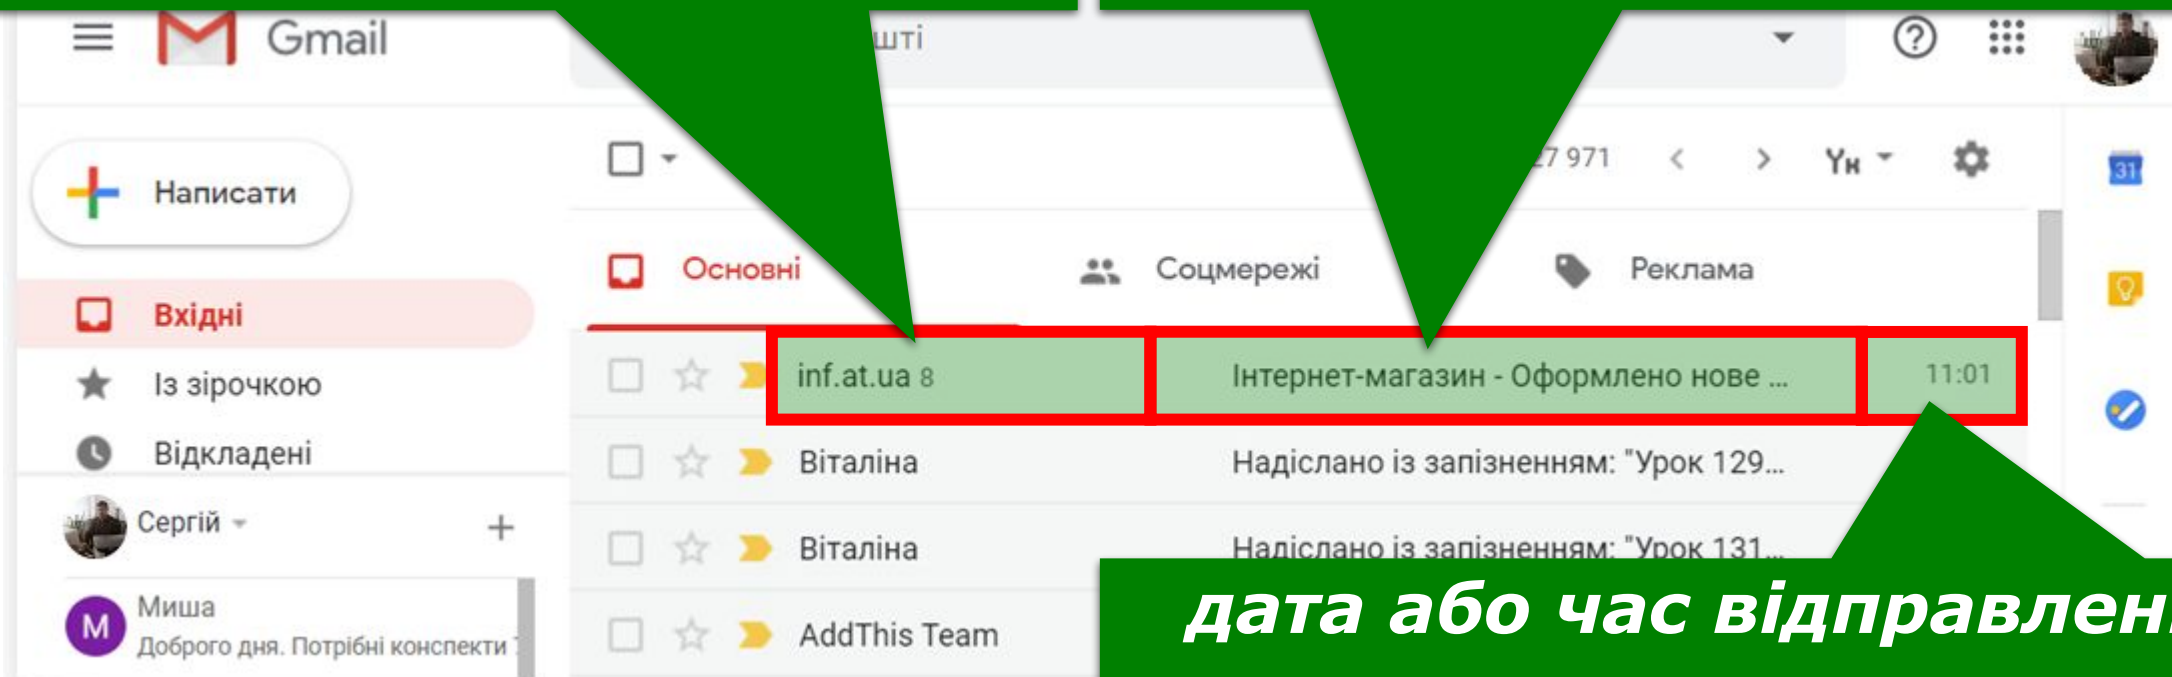 Gmail
шті
Написати
27 971
Ук
31
Основні
Соцмережі
Реклама
Вхідні
inf.at.ua 8
Інтернет-магазин - Оформлено нове ...
11:01
Із зірочкою
Відкладені
Віталіна
Надіслано із запізненням: "Урок 129...
Сергій
Віталіна
Надіслано із запізненням: "Урок 131...
дата або час відправлен
Миша
М
Доброго дня. Потрібні конспекти
AddThis Team